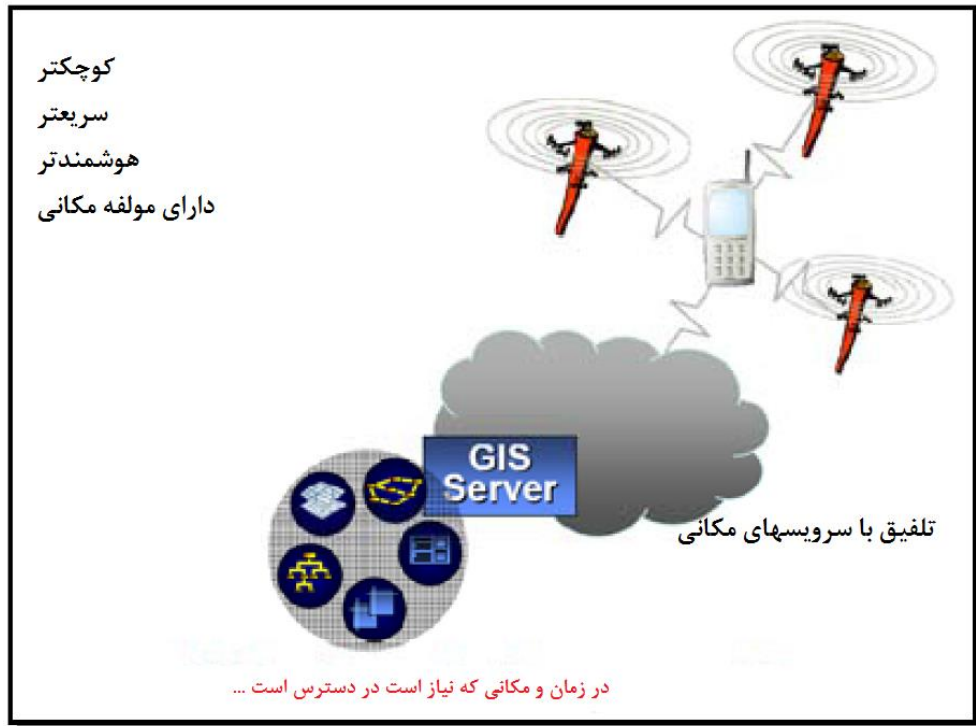 کوچکتر
سریعتر
هوشمندتر
دارای مولفه مکانی
GIS
Server
تلفیق با سرویسهای مکانی
در زمان و مکانی که نیاز است در دسترس است ...